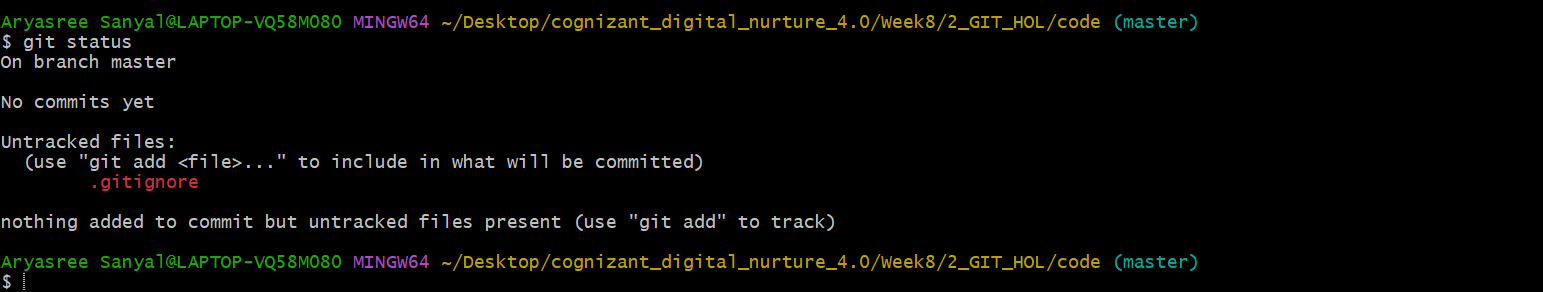 Aryasree Sanyal@LAPTOP-VQ58MO8O MINGW64 ~/Desktop/cognizant_digital_nurture_4.0/Week8/2_GIT_HOL/code (master)
$ git status
On branch master
No commits yet
Untracked files:
(use "git add <file>..." to include in what will be committed)
.gitignore
nothing added to commit but untracked files present (use "git add" to track)
Aryasree Sanyal@LAPTOP-VQ58MO8O MINGW64 ~/Desktop/cognizant_digital_nurture_4.0/Week8/2_GIT_HOL/code (master)
$